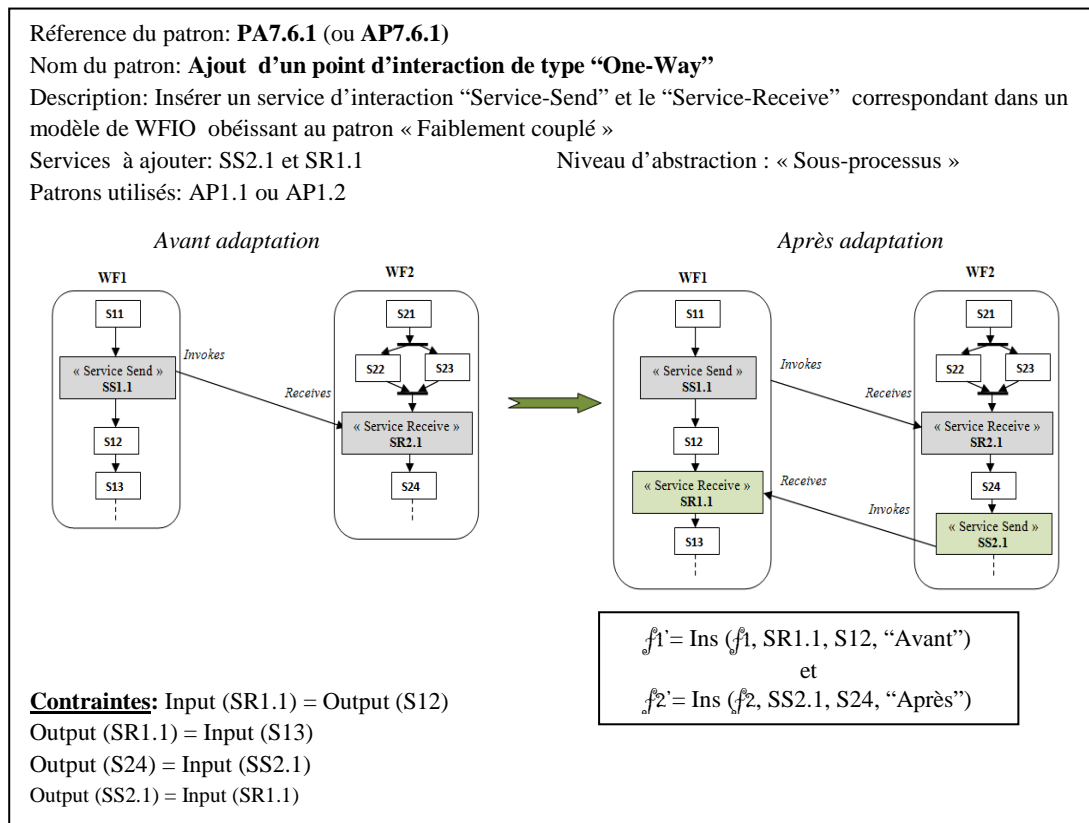 Réference du patron: PA7.6.1 (ou AP7.6.1)
Nom du patron: Ajout d'un point d'interaction de type “One-Way”
Description: Insérer un service d'interaction “Service-Send” et le “Service-Receive” correspondant dans un
modèle de WFIO obéissant au patron « Faiblement couplé »
Services à ajouter: SS2.1 et SR1.1 Niveau d'abstraction : « Sous-processus »
Patrons utilisés: AP1.1 ou AP1.2
Avant adaptation
WF1
S11
« Service Send »
SS1.1
S12
S13
Invokes
Receives
WF2
S21
S22
S23
« Service Receive »
SR2.1
S24
Après adaptation
WF1
S11
« Service Send »
SS1.1
S12
« Service Receive »
SR1.1
S13
Invokes
Receives
Receives
Invokes
WF2
S21
S22
S23
« Service Receive »
SR2.1
S24
« Service Send »
SS2.1
f1'= Ins (f1, SR1.1, S12, “Avant”)
et
f2'= Ins (f2, SS2.1, S24, “Après”)
Contraintes: Input (SR1.1) = Output (S12)
Output (SR1.1) = Input (S13)
Output (S24) = Input (SS2.1)
Output (SS2.1) = Input (SR1.1)